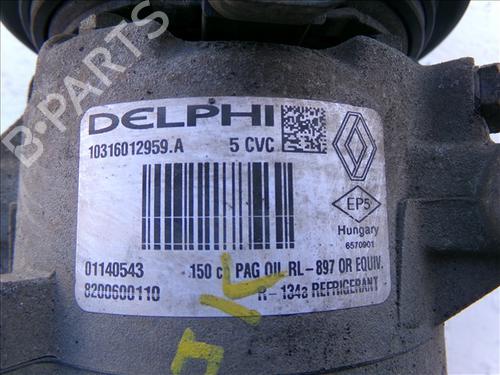 DELPHI
10316012959.A 5 CVC
EP5
Hungary
6570901
01140543 150 cc PAG OIL RL-897 OR EQUIV.
8200600110 R-134a REFRIGERANT
B-PARTS